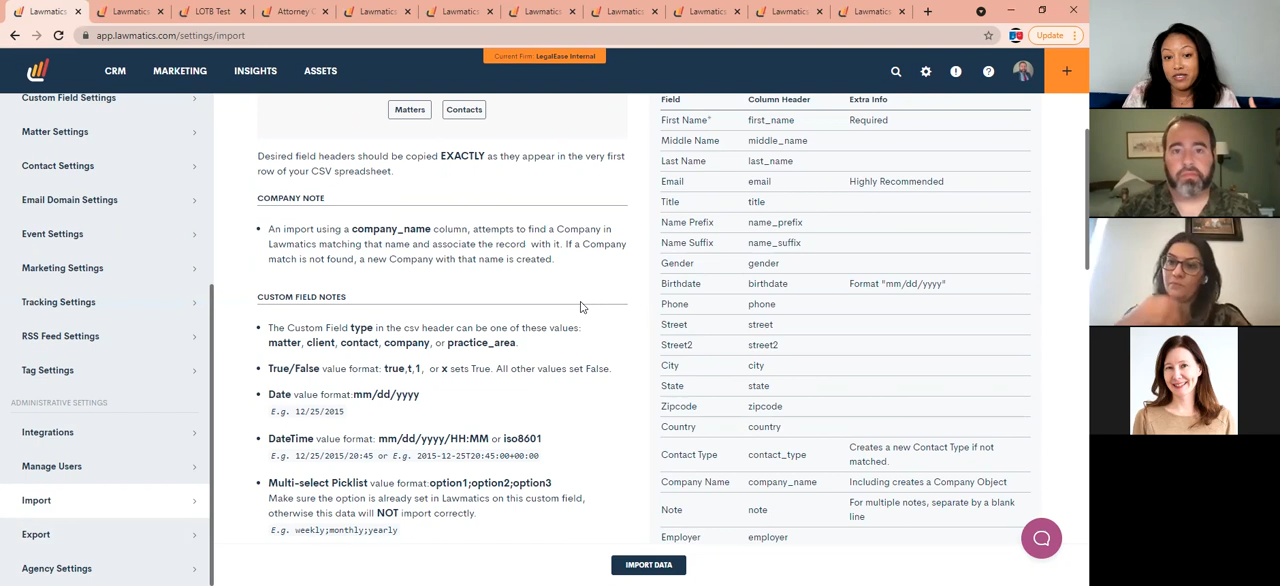 Lawmatics
Lawmatics
LOTB Test
Attorney C
Lawmatics
Lawmatics
Lawmatics
Lawmatics
Lawmatics
Lawmatics
Lawmatics
app.lawmatics.com/settings/import
Update
Current Firm: LegalEase Internal
CRM
MARKETING
INSIGHTS
ASSETS
Custom Field Settings
Matter Settings
Contact Settings
Email Domain Settings
Event Settings
Marketing Settings
Tracking Settings
RSS Feed Settings
Tag Settings
ADMINISTRATIVE SETTINGS
Integrations
Manage Users
Import
Export
Agency Settings
Matters
Contacts
Desired field headers should be copied EXACTLY as they appear in the very first
row of your CSV spreadsheet.
COMPANY NOTE
• An import using a company_name column, attempts to find a Company in
Lawmatics matching that name and associate the record with it. If a Company
match is not found, a new Company with that name is created.
CUSTOM FIELD NOTES
• The Custom Field type in the csv header can be one of these values:
matter, client, contact, company, or practice_area.
• True/False value format: true,t,1, or x sets True. All other values set False.
• Date value format:mm/dd/yyyy
E.g. 12/25/2015
• DateTime value format: mm/dd/yyyy/HH:MM or iso8601
E.g. 12/25/2015/20:45 or E.g. 2015-12-25T20:45:00+00:00
• Multi-select Picklist value format:option1;option2;option3
Make sure the option is already set in Lawmatics on this custom field,
otherwise this data will NOT import correctly.
E.g. weekly;monthly;yearly
Field Column Header Extra Info
First Name* first_name Required
Middle Name middle_name
Last Name last_name
Email email Highly Recommended
Title title
Name Prefix name_prefix
Name Suffix name_suffix
Gender gender
Birthdate birthdate Format "mm/dd/yyyy"
Phone phone
Street street
Street2 street2
City city
State state
Zipcode zipcode
Country country
Contact Type contact_type Creates a new Contact Type if not
matched.
Company Name company_name Including creates a Company Object
Note note For multiple notes, separate by a blank
line
Employer employer
IMPORT DATA